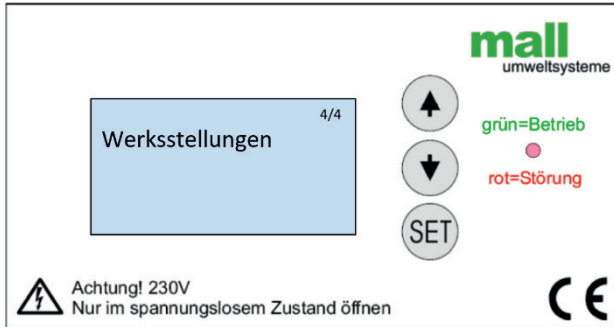 mall
umweltsysteme
4/4
Werksstellungen
grün=Betrieb
rot=Störung
SET
Achtung! 230V
Nur im spannungslosem Zustand öffnen
CE